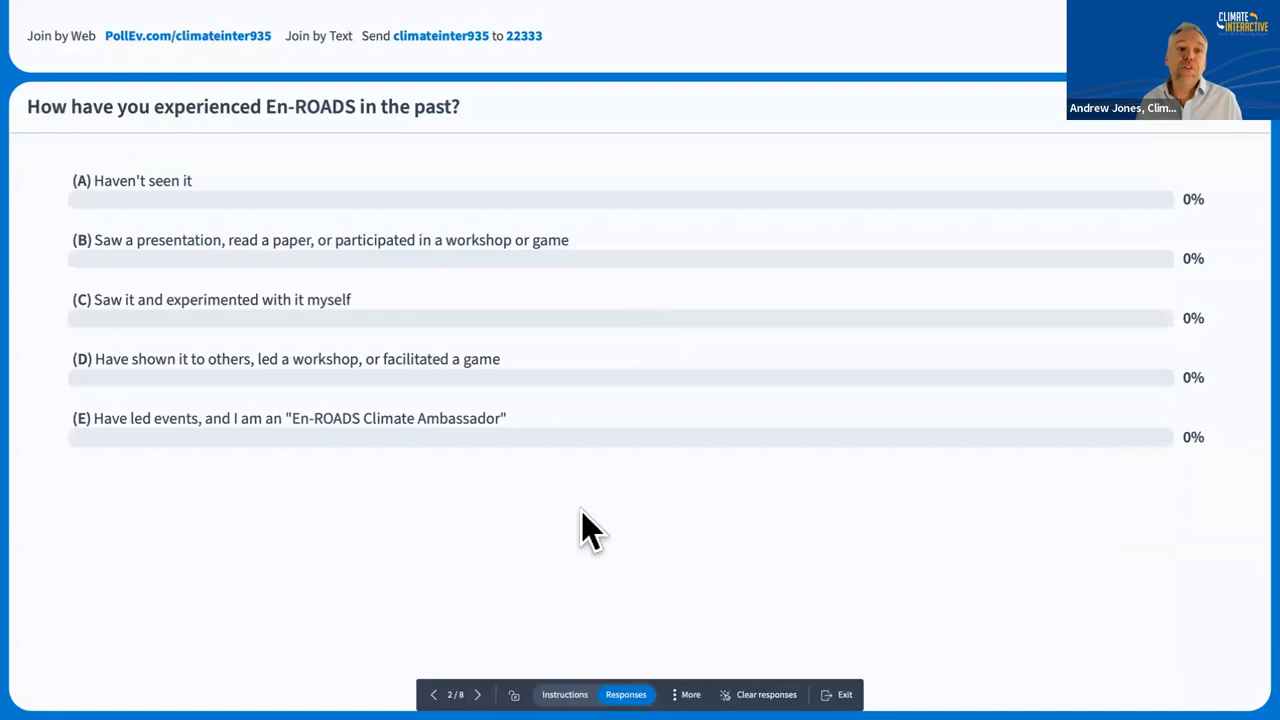 Join by Web PollEv.com/climateinter935 Join by Text Send climateinter935 to 22333
CLIMATE
INTERACTIVE
Andrew Jones, Clim...
How have you experienced En-ROADS in the past?
(A) Haven't seen it
0%
(B) Saw a presentation, read a paper, or participated in a workshop or game
0%
(C) Saw it and experimented with it myself
0%
(D) Have shown it to others, led a workshop, or facilitated a game
0%
(E) Have led events, and I am an "En-ROADS Climate Ambassador"
0%
2 / 8 Instructions Responses More Clear responses Exit